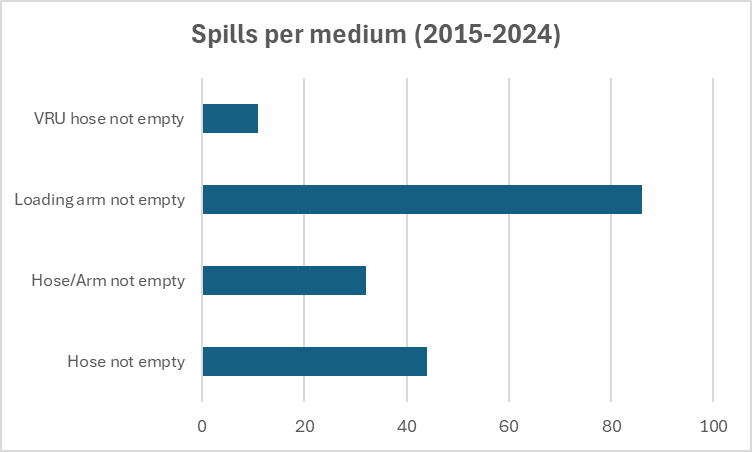 Spills per medium (2015-2024)
VRU hose not empty
Loading arm not empty
Hose/Arm not empty
Hose not empty
0 20 40 60 80 100